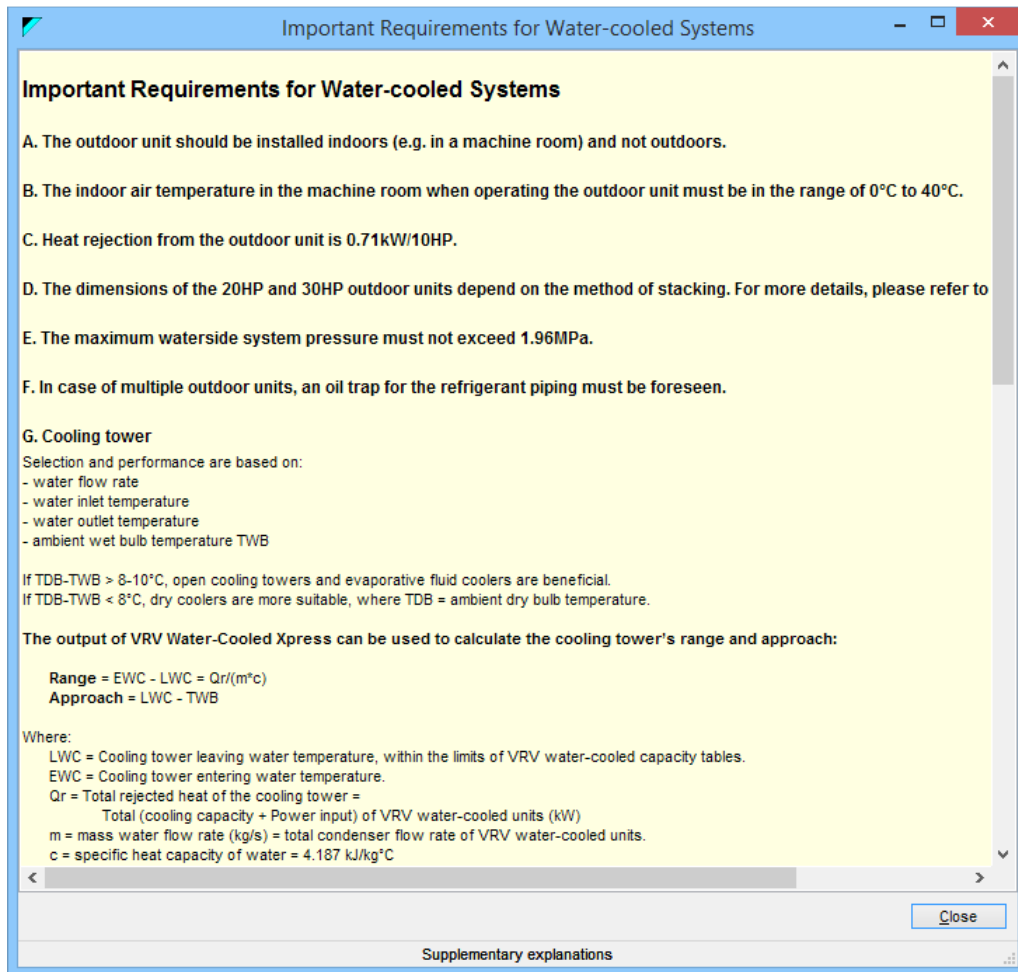 Important Requirements for Water-cooled Systems
Important Requirements for Water-cooled Systems
A. The outdoor unit should be installed indoors (e.g. in a machine room) and not outdoors.
B. The indoor air temperature in the machine room when operating the outdoor unit must be in the range of 0°C to 40°C.
C. Heat rejection from the outdoor unit is 0.71kW/10HP.
D. The dimensions of the 20HP and 30HP outdoor units depend on the method of stacking. For more details, please refer to
E. The maximum waterside system pressure must not exceed 1.96MPa.
F. In case of multiple outdoor units, an oil trap for the refrigerant piping must be foreseen.
G. Cooling tower
Selection and performance are based on:
- water flow rate
- water inlet temperature
- water outlet temperature
- ambient wet bulb temperature TWB
If TDB-TWB > 8-10°C, open cooling towers and evaporative fluid coolers are beneficial.
If TDB-TWB < 8°C, dry coolers are more suitable, where TDB = ambient dry bulb temperature.
The output of VRV Water-Cooled Xpress can be used to calculate the cooling tower's range and approach:
Range = EWC - LWC = Qr/(m*c)
Approach = LWC - TWB
Where:
LWC = Cooling tower leaving water temperature, within the limits of VRV water-cooled capacity tables.
EWC = Cooling tower entering water temperature.
Qr = Total rejected heat of the cooling tower =
Total (cooling capacity + Power input) of VRV water-cooled units (kW)
m = mass water flow rate (kg/s) = total condenser flow rate of VRV water-cooled units.
c = specific heat capacity of water = 4.187 kJ/kg°C
Close
Supplementary explanations